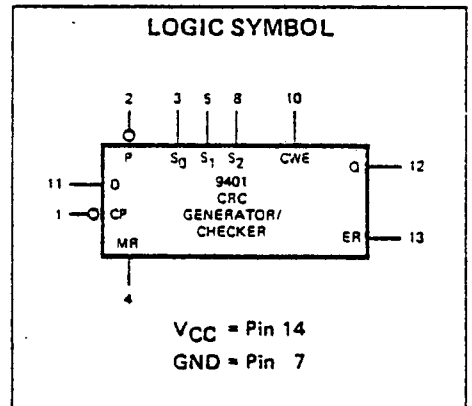 LOGIC SYMBOL
2 3 5 8 10
P S0 S1 S2 CWE
11 D 9401 Q 12
1 CP CRC
GENERATOR/
CHECKER
MR ER 13
4
VCC = Pin 14
GND = Pin 7